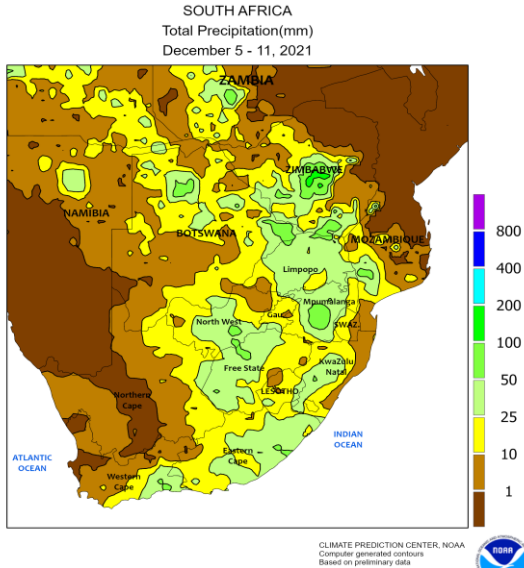 SOUTH AFRICA
Total Precipitation(mm)
December 5 - 11, 2021
ZAMBIA
ZIMBABWE
NAMIBIA
BOTSWANA
MOZAMBIQUE
Limpopo
Mpumalanga
Gau.
SWAZ.
North West
Free State
KwaZulu
Natal
LESOTHO
Northern
Cape
Eastern
Cape
Western
Cape
ATLANTIC
OCEAN
INDIAN
OCEAN
800
400
200
100
50
25
10
1
CLIMATE PREDICTION CENTER, NOAA
Computer generated contours
Based on preliminary data
NOAA